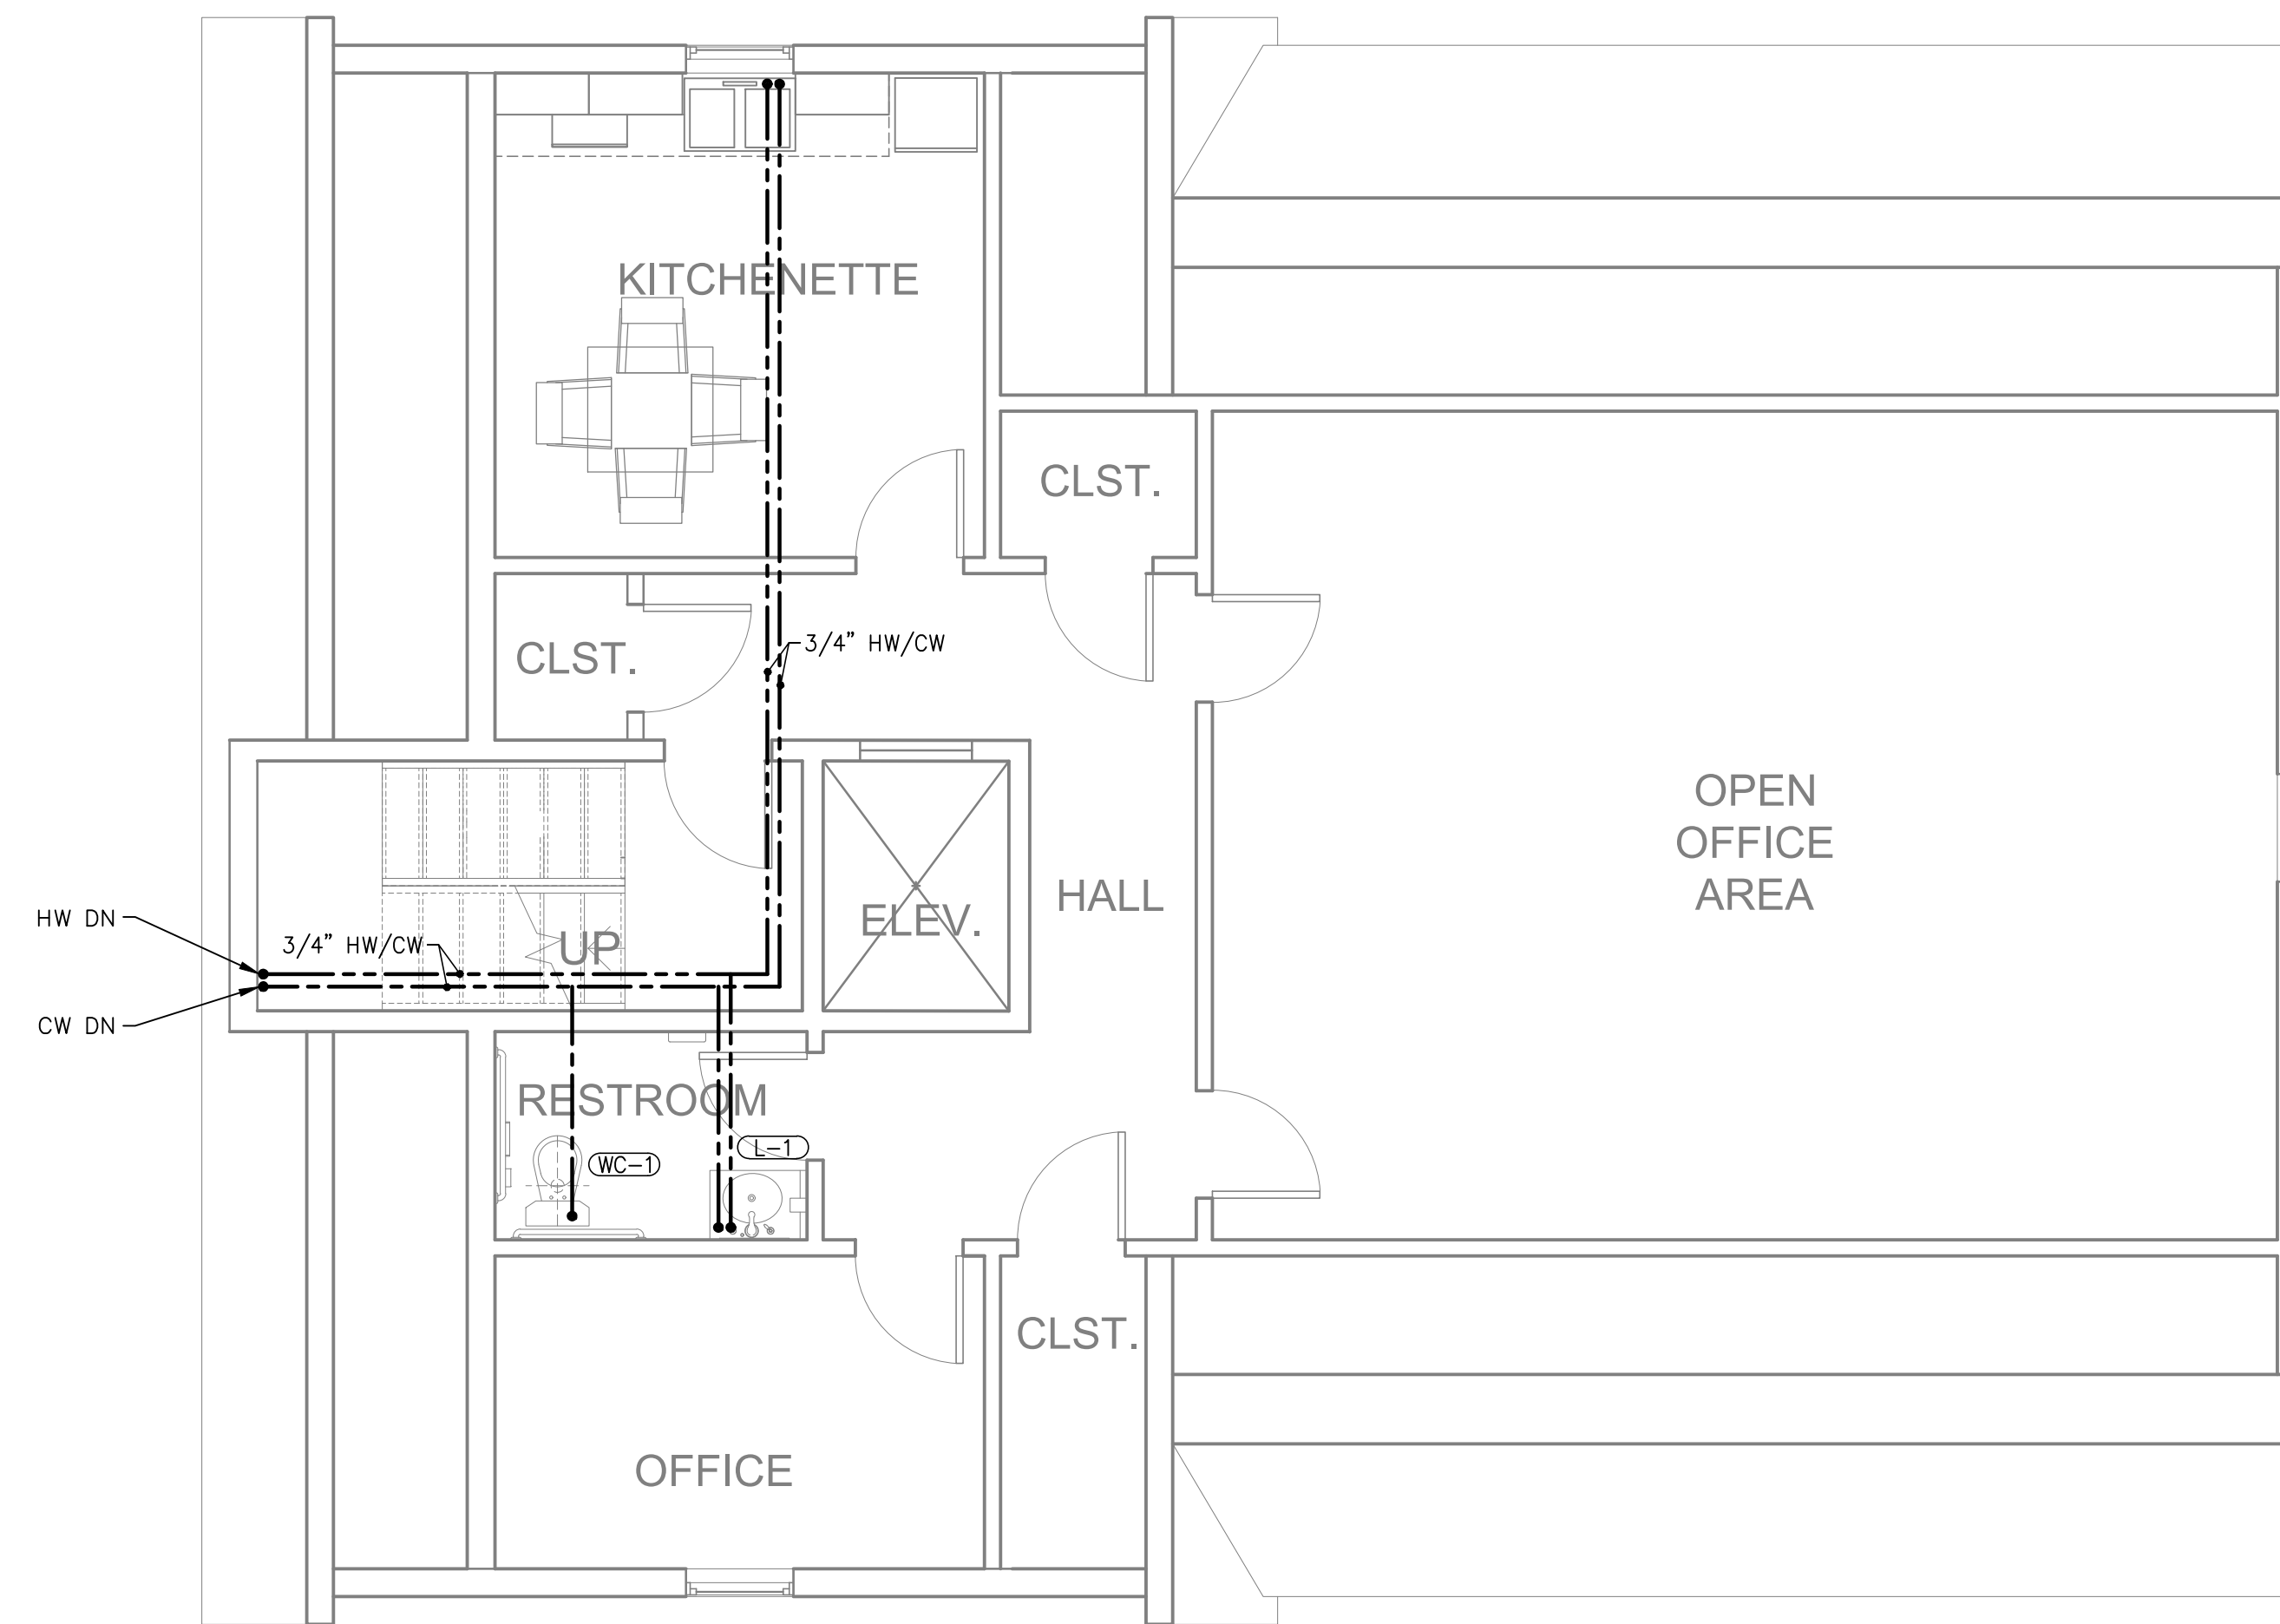 KITCHENETTE
CLST.
3/4" HW/CW
CLST.
OPEN
OFFICE
AREA
HALL
ELEV.
HW DN
3/4" HW/CW
UP
CW DN
RESTROOM
L-1
WC-1
CLST.
OFFICE